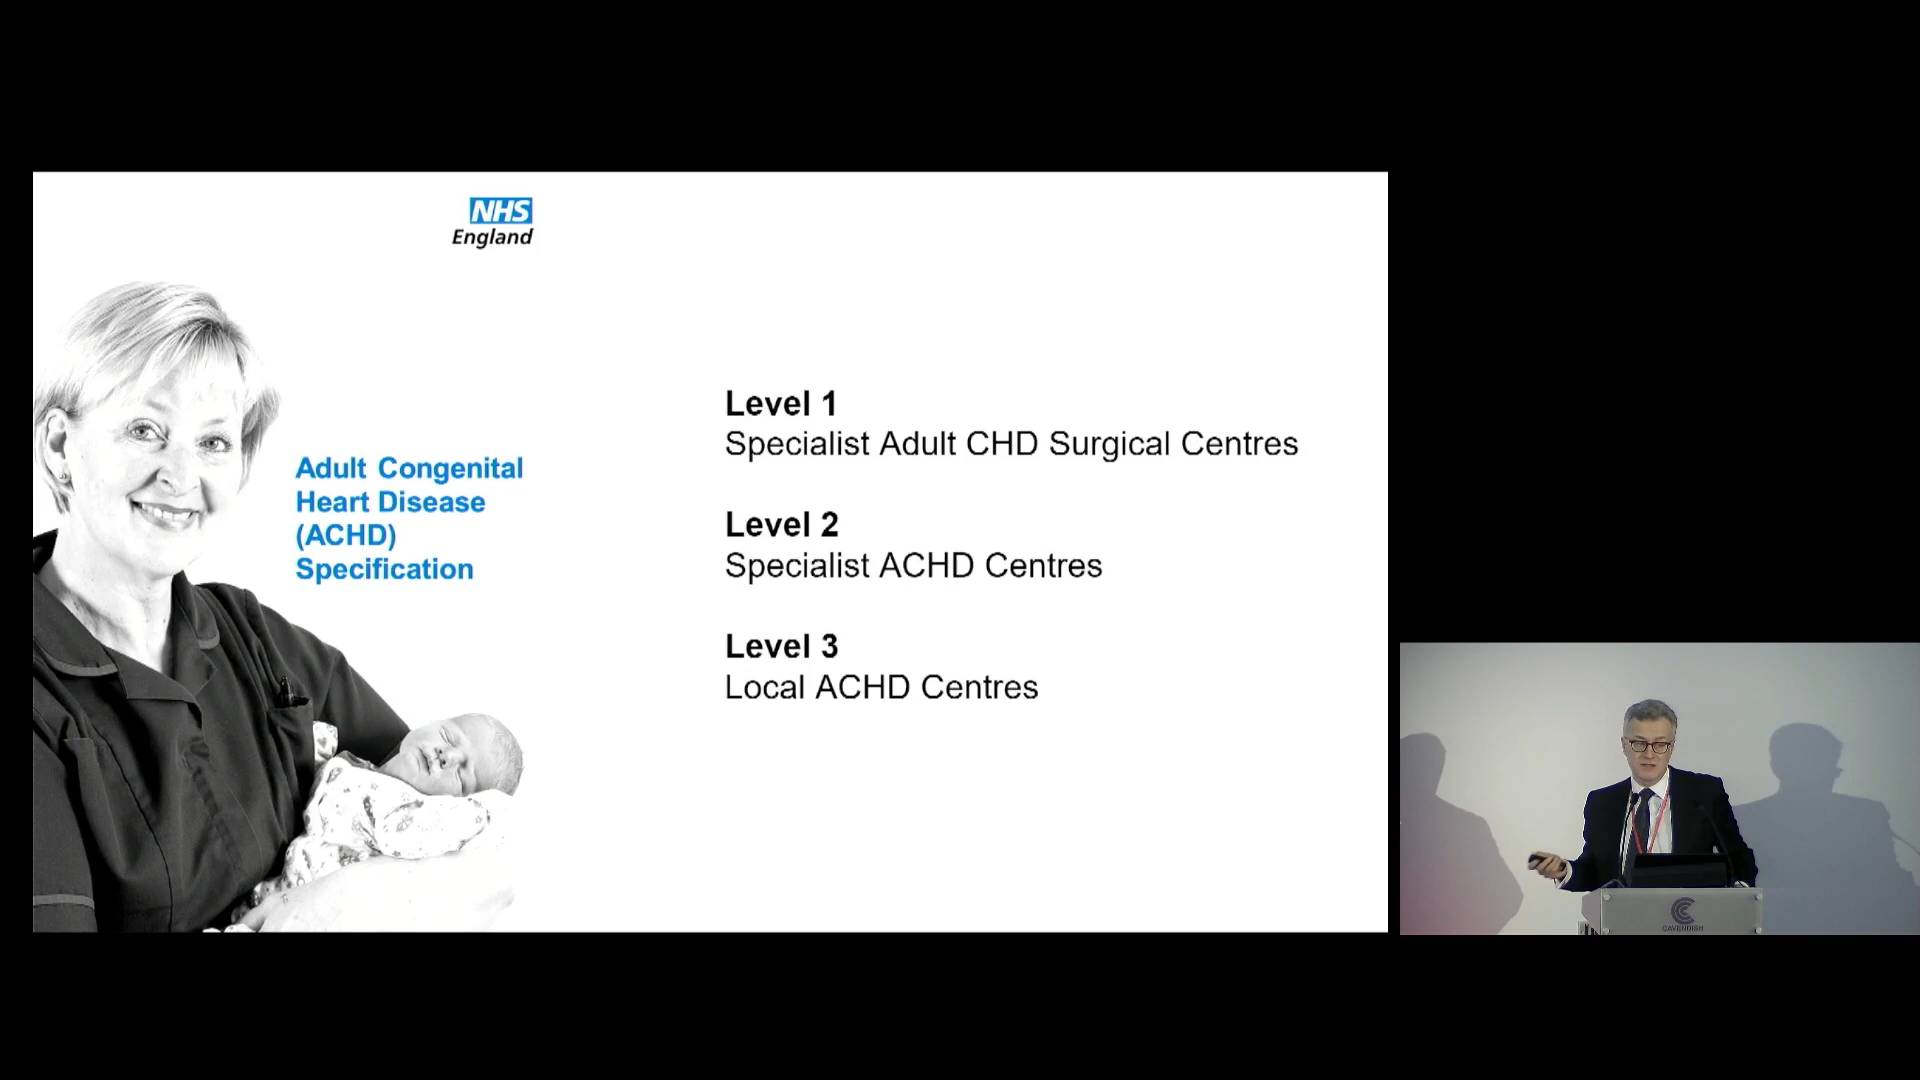 NHS
England
Adult Congenital
Heart Disease
(ACHD)
Specification
Level 1
Specialist Adult CHD Surgical Centres
Level 2
Specialist ACHD Centres
Level 3
Local ACHD Centres
CAVENDISH